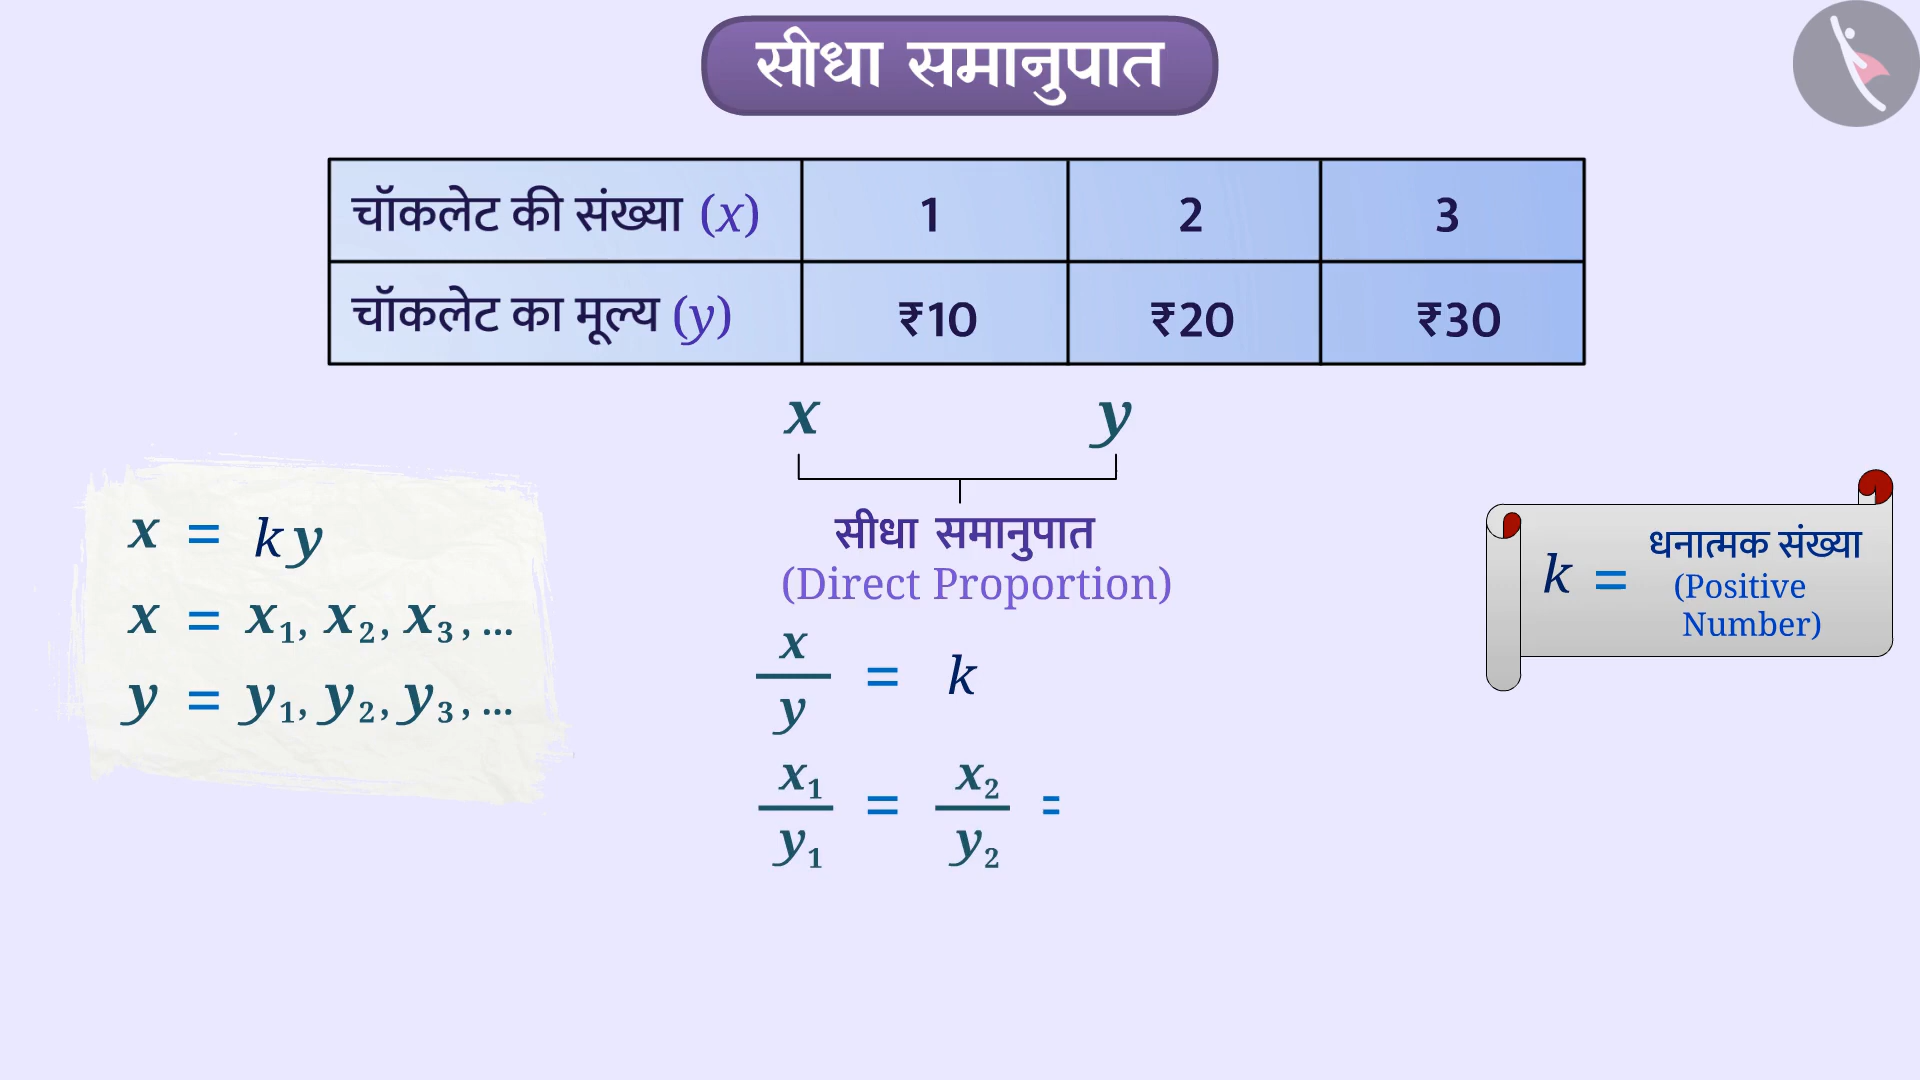 सीधा समानुपात
चॉकलेट की संख्या (x) 1 2 3
चॉकलेट का मूल्य (y) ₹10 ₹20 ₹30
x y
सीधा समानुपात
(Direct Proportion)
x = ky
x = x₁, x₂, x₃, ...
y = y₁, y₂, y₃, ...
x/y = k
x₁/y₁ = x₂/y₂ =
k = धनात्मक संख्या
(Positive
Number)